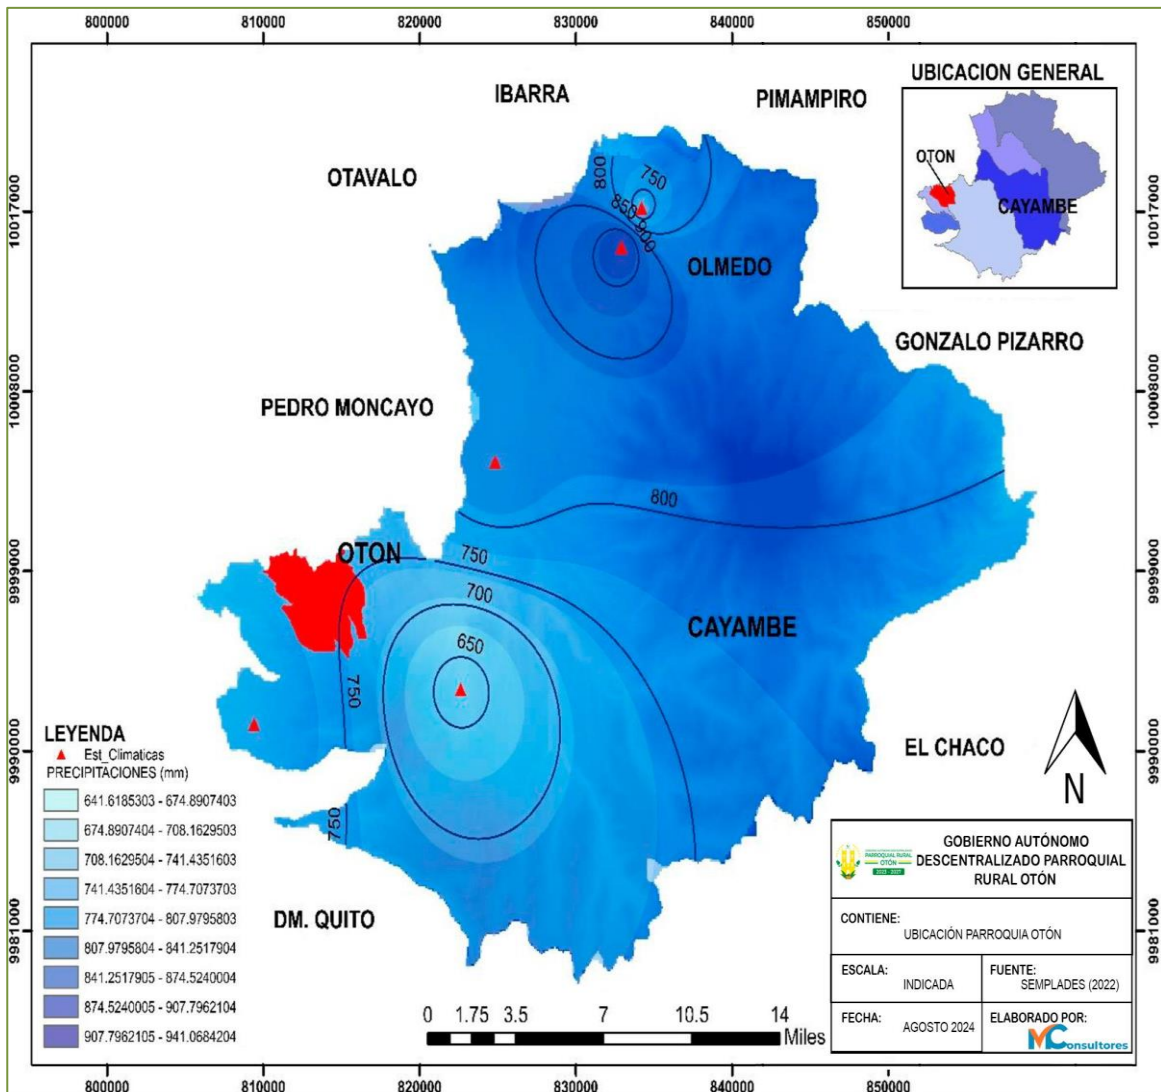 800000 810000 820000 830000 840000 850000
IBARRA
PIMAMPIRO
OTAVALO
UBICACION GENERAL
OTON
CAYAMBE
10017000
10017000
800
750
850
900
OLMEDO
GONZALO PIZARRO
10008000
10008000
PEDRO MONCAYO
800
OTON
750
9999000
9999000
700
CAYAMBE
650
750
EL CHACO
9990000
9990000
N
750
DM. QUITO
9981000
9981000
LEYENDA
Est_Climaticas
PRECIPITACIONES (mm)
641.6185303 - 674.8907403
674.8907404 - 708.1629503
708.1629504 - 741.4351603
741.4351604 - 774.7073703
774.7073704 - 807.9795803
807.9795804 - 841.2517904
841.2517905 - 874.5240004
874.5240005 - 907.7962104
907.7962105 - 941.0684204
0 1.75 3.5 7 10.5 14
Miles
PARROQUIAL RURAL
OTÓN
2023 - 2027
GOBIERNO AUTÓNOMO
DESCENTRALIZADO PARROQUIAL
RURAL OTÓN
CONTIENE:
UBICACIÓN PARROQUIA OTÓN
ESCALA:
INDICADA
FUENTE:
SEMPLADES (2022)
FECHA:
AGOSTO 2024
ELABORADO POR:
MConsultores
800000 810000 820000 830000 840000 850000